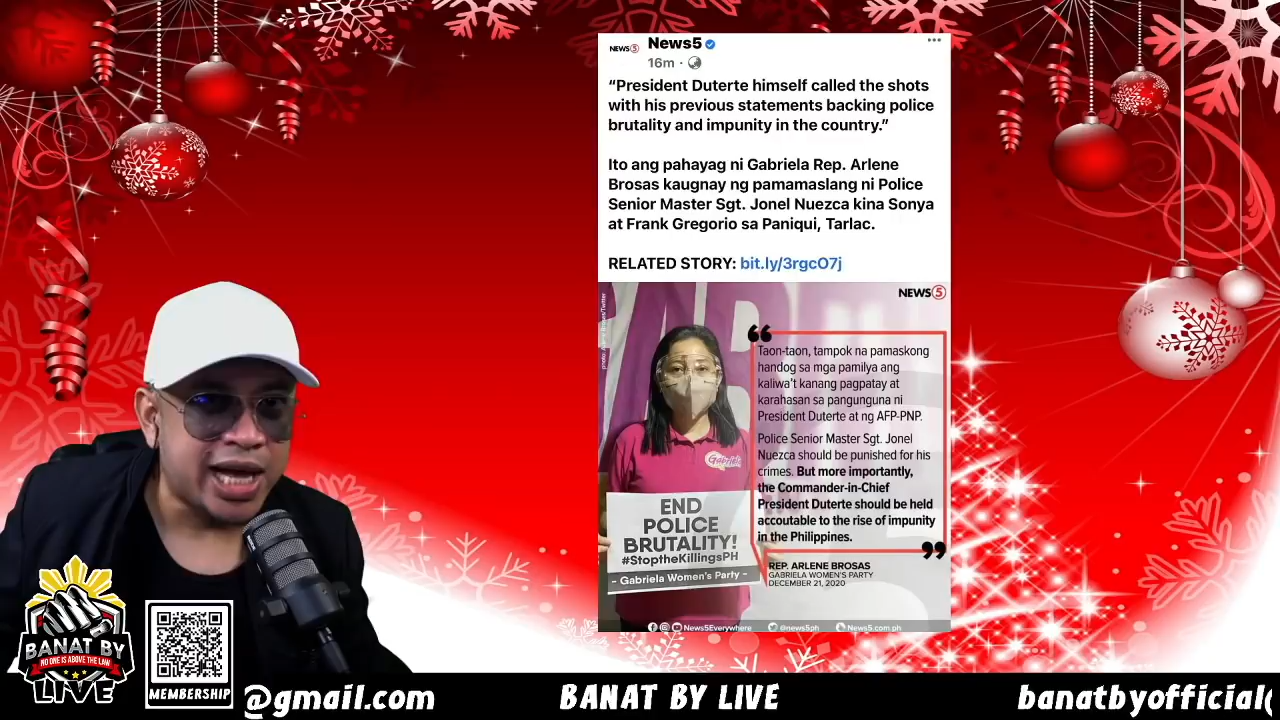 NEWS5
News5
16m ·
“President Duterte himself called the shots
with his previous statements backing police
brutality and impunity in the country.”
Ito ang pahayag ni Gabriela Rep. Arlene
Brosas kaugnay ng pamamaslang ni Police
Senior Master Sgt. Jonel Nuezca kina Sonya
at Frank Gregorio sa Paniqui, Tarlac.
RELATED STORY: bit.ly/3rgcO7j
NEWS5
“
Taon-taon, tampok na pamaskong
handog sa mga pamilya ang
kaliwa’t kanang pagpatay at
karahasan sa pangunguna ni
President Duterte at ng AFP-PNP.
Police Senior Master Sgt. Jonel
Nuezca should be punished for his
crimes. But more importantly,
the Commander-in-Chief
President Duterte should be held
accoutable to the rise of impunity
in the Philippines.
”
REP. ARLENE BROSAS
GABRIELA WOMEN’S PARTY
DECEMBER 21, 2020
Gabriela
END
POLICE
BRUTALITY!
#StoptheKillingsPH
- Gabriela Women’s Party -
News5Everywhere
@news5ph
News5.com.ph
BANAT BY
NO ONE IS ABOVE THE LAW
LIVE
MEMBERSHIP
@gmail.com
BANAT BY LIVE
banatbyofficial(